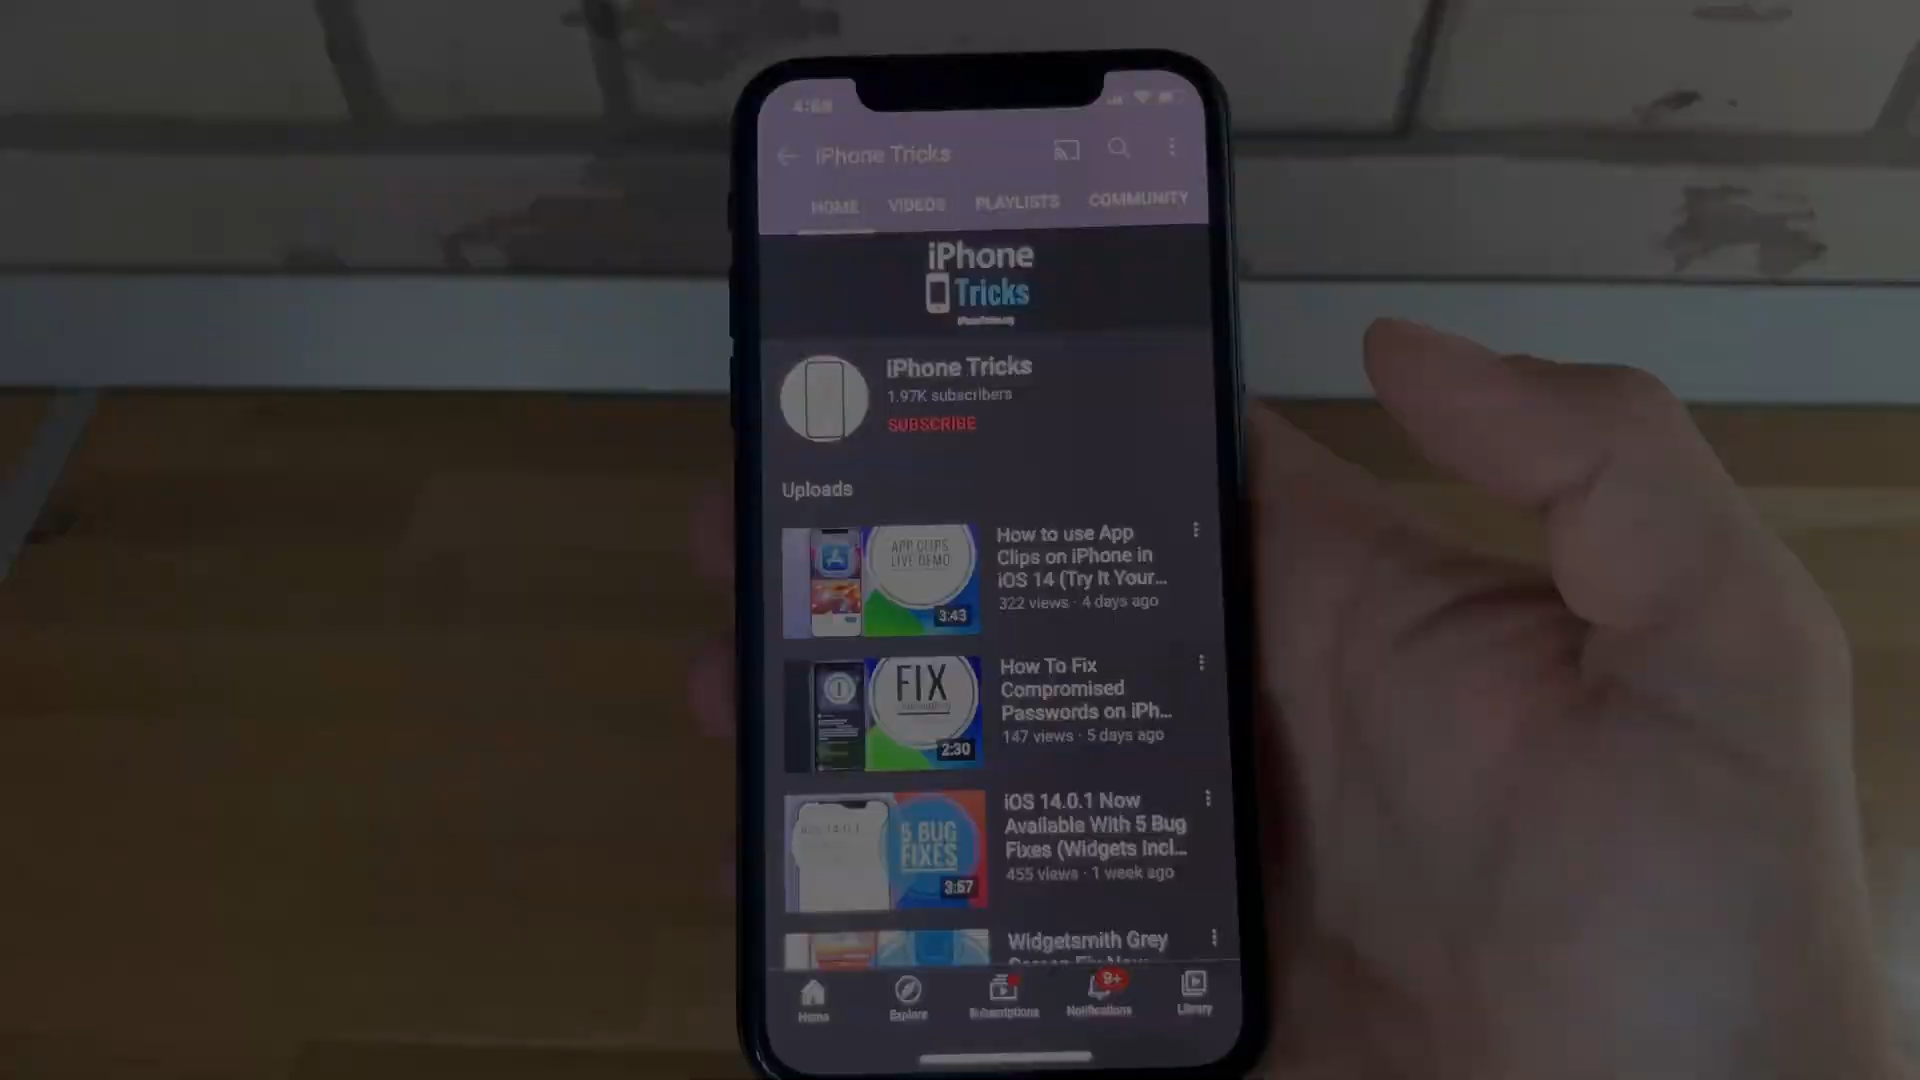 4:58
iPhone Tricks
HOME VIDEOS PLAYLISTS COMMUNITY
iPhone
Tricks
iPhone Tricks
1.97K subscribers
SUBSCRIBE
Uploads
APP CLIPS
LIVE DEMO
3:43
How to use App
Clips on iPhone in
iOS 14 (Try It Your...
322 views · 4 days ago
FIX
2:30
How To Fix
Compromised
Passwords on iPh...
147 views · 5 days ago
5 BUG
FIXES
3:57
iOS 14.0.1 Now
Available With 5 Bug
Fixes (Widgets Incl...
455 views · 1 week ago
Widgetsmith Grey
9+
Home Explore Subscriptions Notifications Library